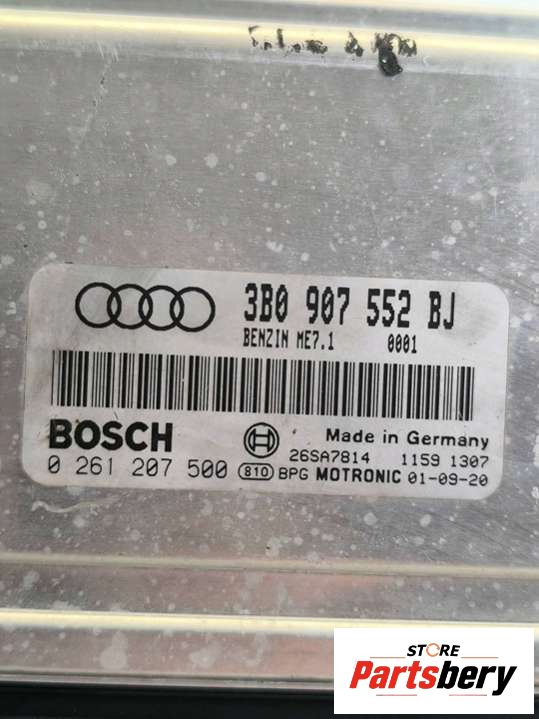 3B0 907 552 BJ
BENZIN ME7.1 0001
BOSCH
Made in Germany
26SA7814 1159 1307
0 261 207 500 810 BPG MOTRONIC 01-09-20
STORE
Partsbery